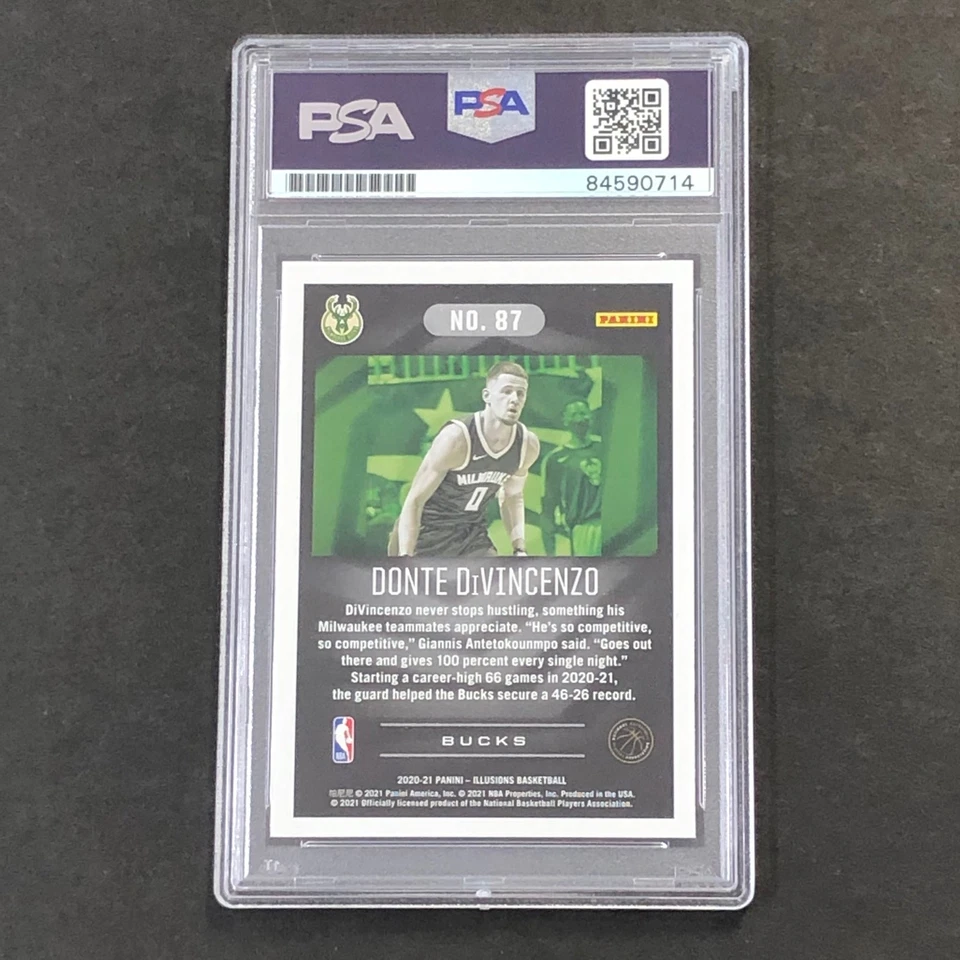 PSA
PSA
84590714
NO. 87
PANINI
MILWAUKEE
0
DONTE DiVINCENZO
DiVincenzo never stops hustling, something his
Milwaukee teammates appreciate. “He’s so competitive,
so competitive,” Giannis Antetokounmpo said. “Goes out
there and gives 100 percent every single night.”
Starting a career-high 66 games in 2020-21,
the guard helped the Bucks secure a 46-26 record.
NBA
BUCKS
2020-21 PANINI – ILLUSIONS BASKETBALL
© 2021 Panini America, Inc. © 2021 NBA Properties, Inc. Produced in the USA.
© 2021 Officially licensed product of the National Basketball Players Association.